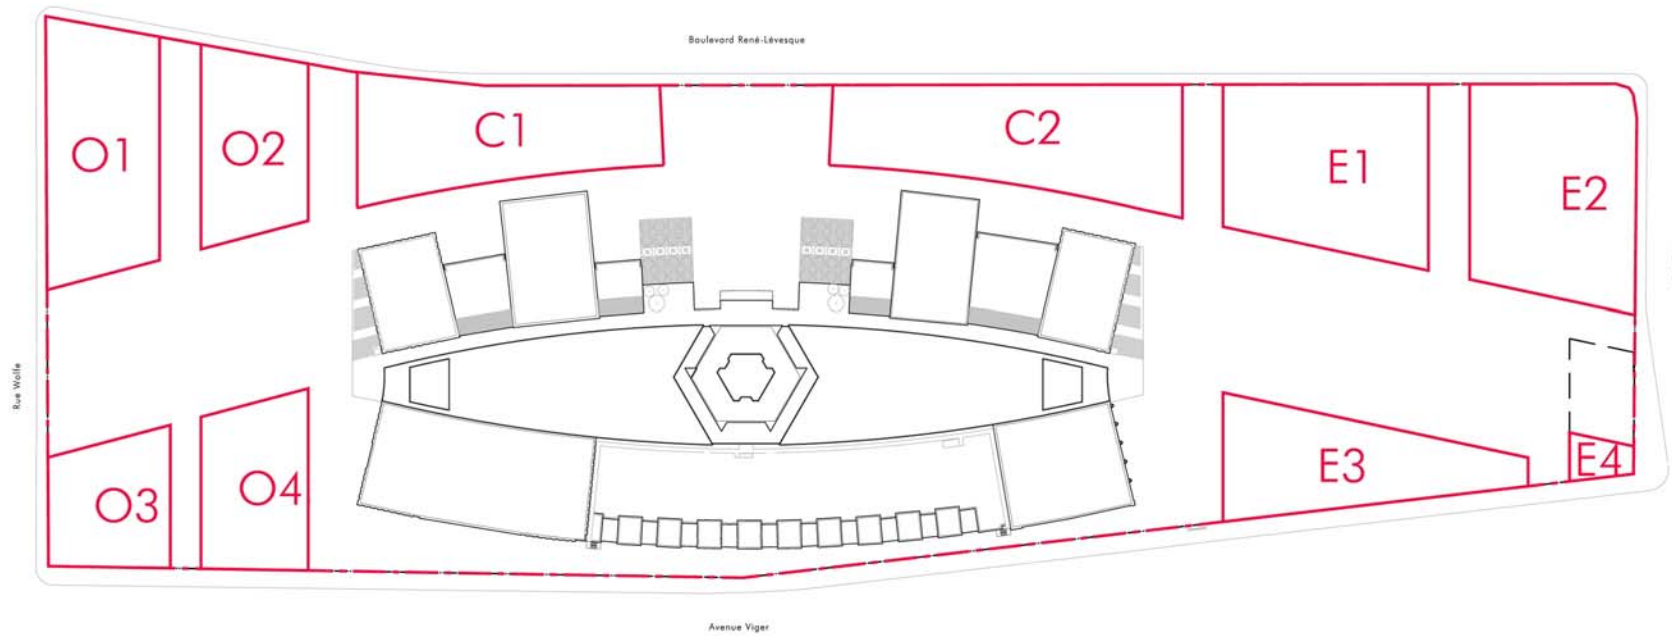 Boulevard René-Lévesque
O1
O2
C1
C2
E1
E2
Rue Wolfe
O3
O4
E3
E4
Avenue Viger